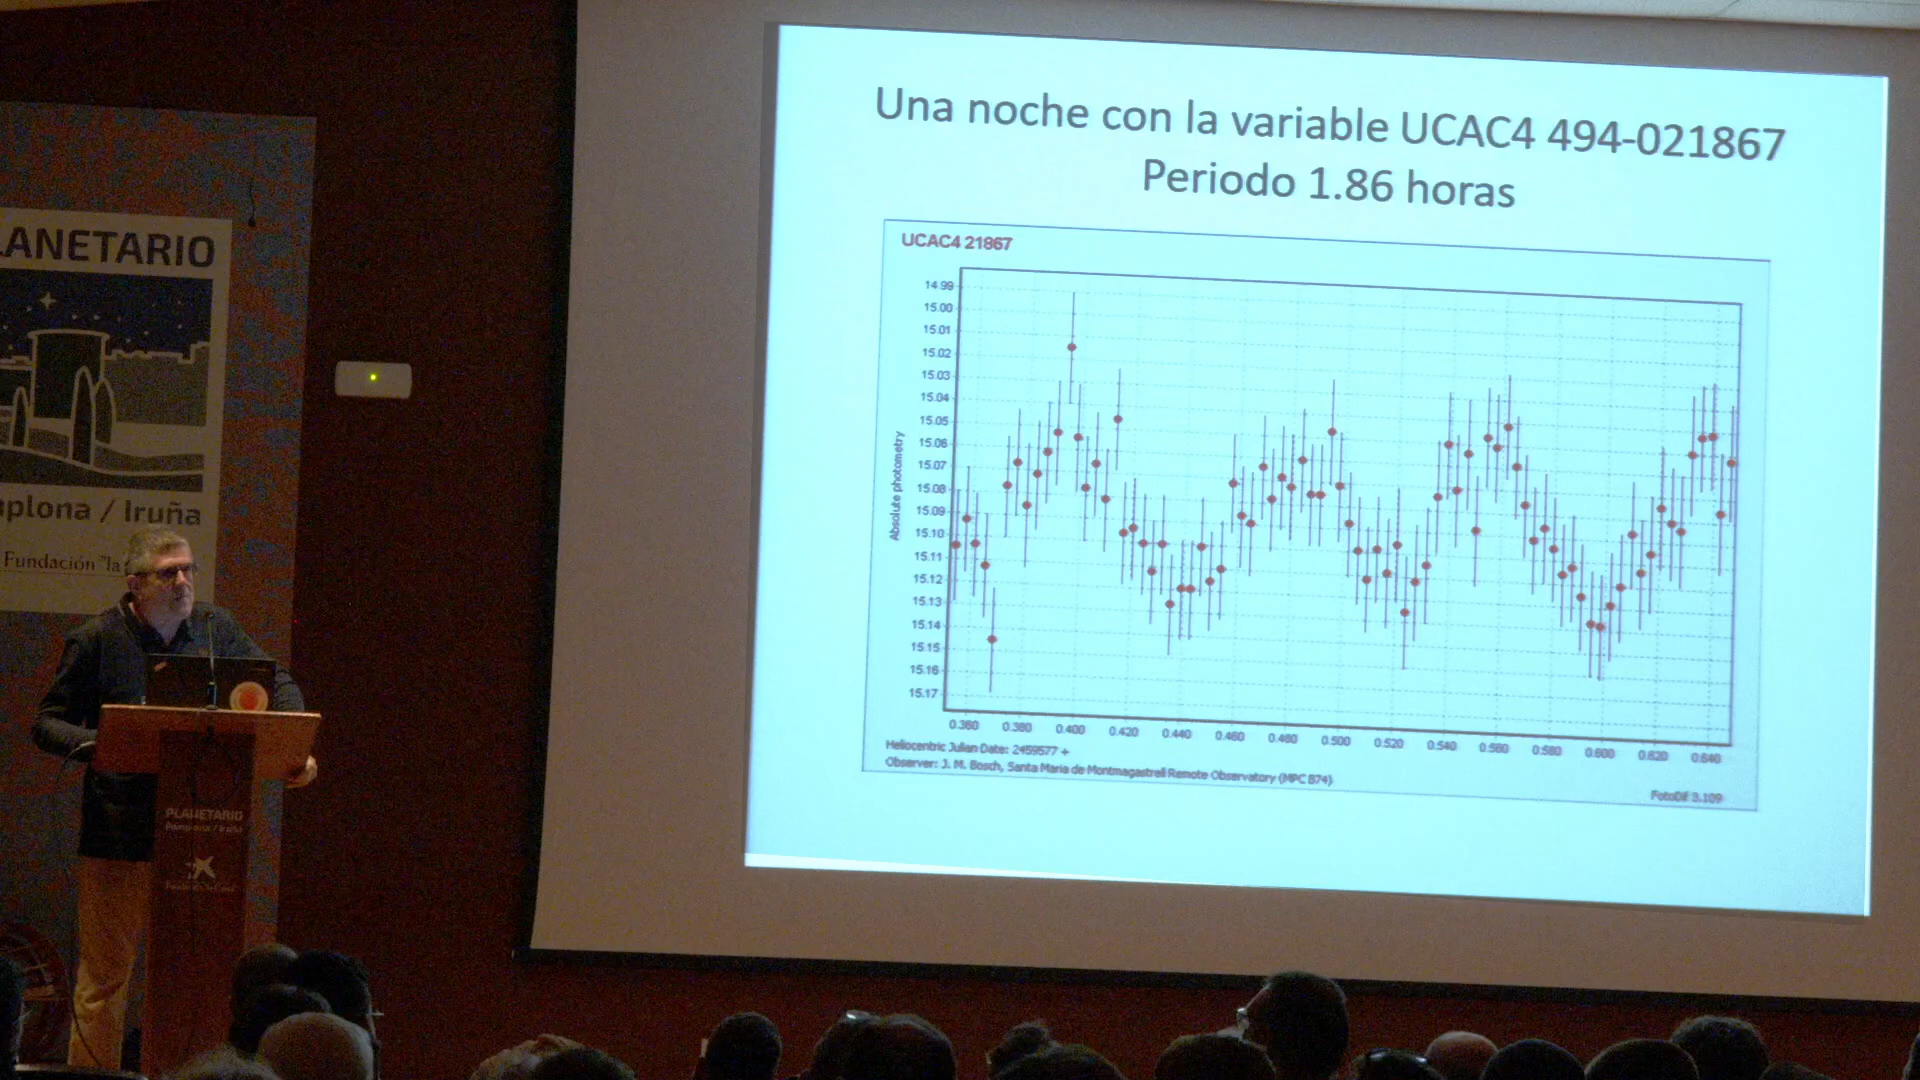 Una noche con la variable UCAC4 494-021867
Periodo 1.86 horas
UCAC4 21867
14.99
15.00
15.01
15.02
15.03
15.04
15.05
15.06
15.07
15.08
15.09
15.10
15.11
15.12
15.13
15.14
15.15
15.16
15.17
Absolute photometry
0.360 0.380 0.400 0.420 0.440 0.460 0.480 0.500 0.520 0.540 0.560 0.580 0.600 0.620 0.640
Heliocentric Julian Date: 2459577 +
Observer: J. M. Bosch, Santa Maria de Montmagastrell Remote Observatory (MPC B74)
FotoDif 3.109
LANETARIO
mplona / Iruña
Fundación "la
PLANETARIO
Pamplona / Iruña